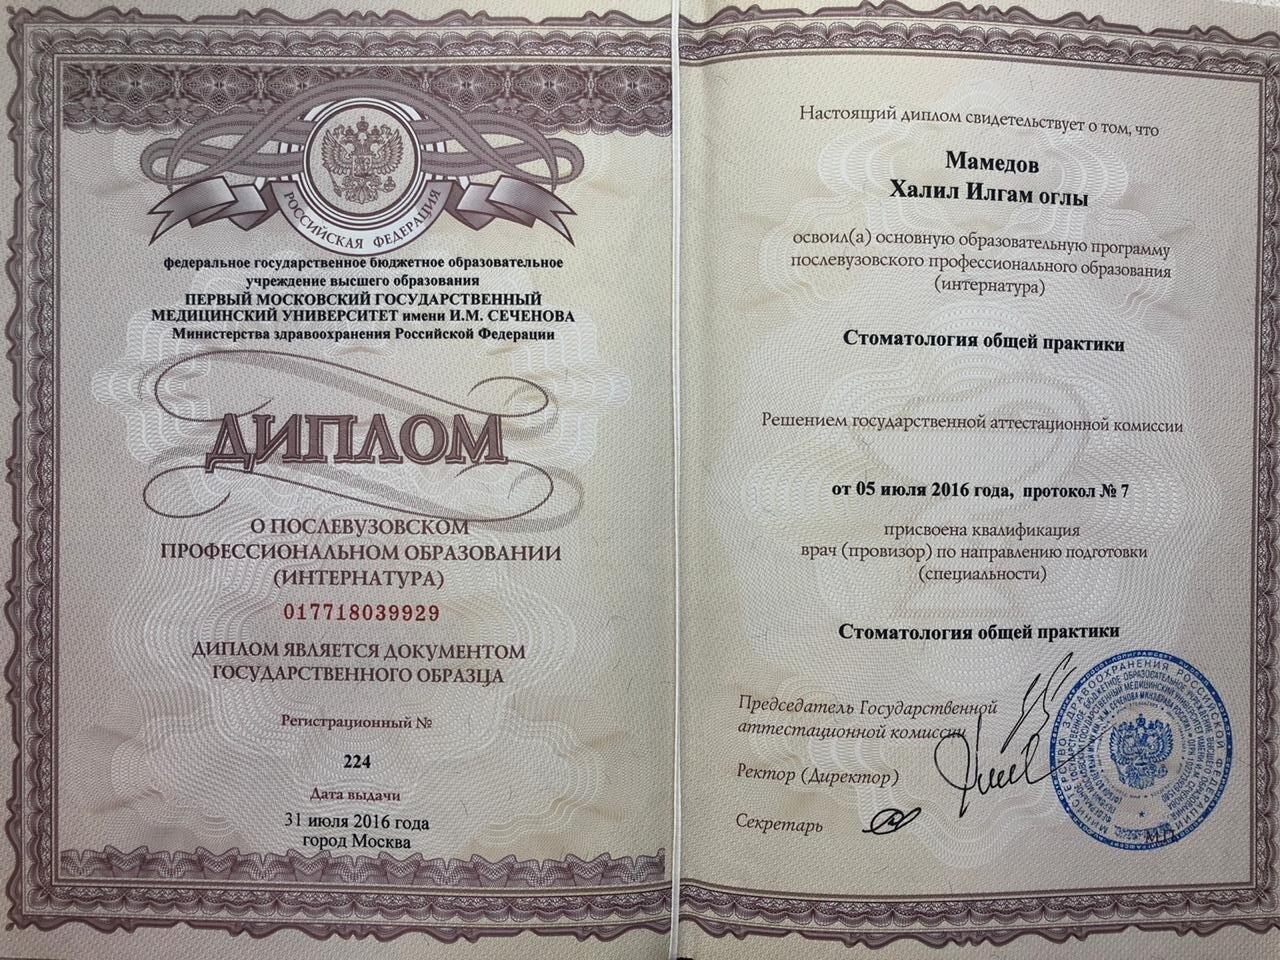 РОССИЙСКАЯ ФЕДЕРАЦИЯ
федеральное государственное бюджетное образовательное
учреждение высшего образования
ПЕРВЫЙ МОСКОВСКИЙ ГОСУДАРСТВЕННЫЙ
МЕДИЦИНСКИЙ УНИВЕРСИТЕТ имени И.М. СЕЧЕНОВА
Министерства здравоохранения Российской Федерации
ДИПЛОМ
О ПОСЛЕВУЗОВСКОМ
ПРОФЕССИОНАЛЬНОМ ОБРАЗОВАНИИ
(ИНТЕРНАТУРА)
017718039929
ДИПЛОМ ЯВЛЯЕТСЯ ДОКУМЕНТОМ
ГОСУДАРСТВЕННОГО ОБРАЗЦА
Регистрационный №
224
Дата выдачи
31 июля 2016 года
город Москва
Настоящий диплом свидетельствует о том, что
Мамедов
Халил Илгам оглы
освоил(а) основную образовательную программу
послевузовского профессионального образования
(интернатура)
Стоматология общей практики
Решением государственной аттестационной комиссии
от 05 июля 2016 года, протокол № 7
присвоена квалификация
врач (провизор) по направлению подготовки
(специальности)
Стоматология общей практики
Председатель Государственной
аттестационной комиссии
Ректор (Директор)
Секретарь
М.П.
МИНИСТЕРСТВО ЗДРАВООХРАНЕНИЯ РОССИЙСКОЙ ФЕДЕРАЦИИ